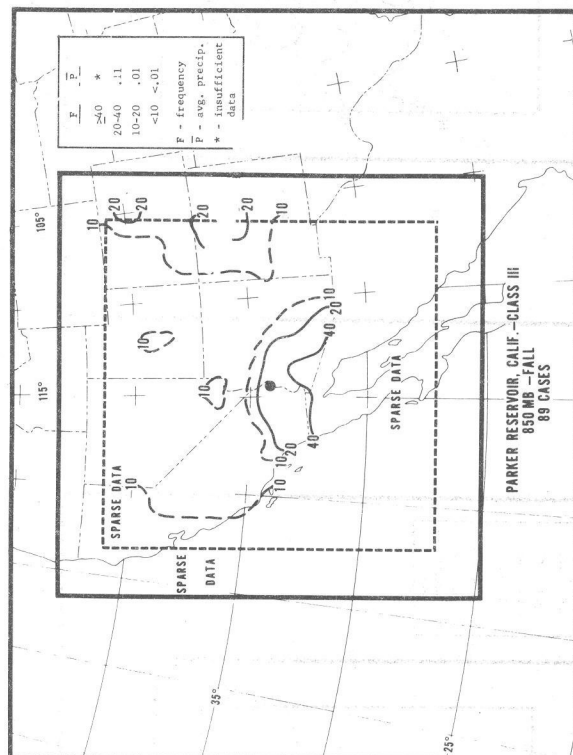 F P
≥40 *
20-40 .11
10-20 .01
<10 <.01
F - frequency
P - avg. precip.
* - insufficient
data
105°
115°
35°
25°
SPARSE DATA
SPARSE
DATA
SPARSE DATA
10
20
20
10
20
20
10
10
10
10
10
10
20
10
20
40
40
PARKER RESERVOIR, CALIF.-CLASS III
850 MB -FALL
89 CASES